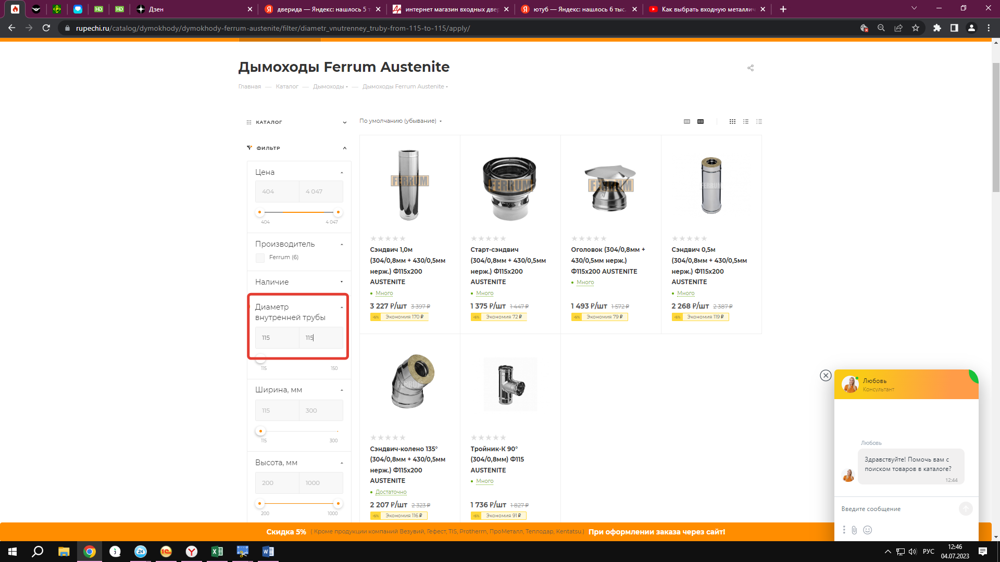 Дзен
дверида — Яндекс: нашлось 5 т
интернет магазин входных двер
ютуб — Яндекс: нашлось 6 тыс.
Как выбрать входную металлич
rupechi.ru/catalog/dymokhody/dymokhody-ferrum-austenite/filter/diametr_vnutrenney_truby-from-115-to-115/apply/
Дымоходы Ferrum Austenite
Главная — Каталог — Дымоходы — Дымоходы Ferrum Austenite
КАТАЛОГ
По умолчанию (убывание)
ФИЛЬТР
Цена
404 4 047
404 4 047
Производитель
Ferrum (6)
Наличие
Диаметр
внутренней трубы
115 115
115 150
Ширина, мм
115 300
115 300
Высота, мм
200 1000
200 1000
FERRUM
Сэндвич 1,0м
(304/0,8мм + 430/0,5мм
нерж.) Ф115х200
AUSTENITE
Много
3 227 ₽/шт 3 397 ₽
-5% Экономия 170 ₽
FERRUM
Старт-сэндвич
(304/0,8мм + 430/0,5мм
нерж.) Ф115х200
AUSTENITE
Много
1 375 ₽/шт 1 447 ₽
-5% Экономия 72 ₽
FERRUM
Оголовок (304/0,8мм +
430/0,5мм нерж.)
Ф115х200 AUSTENITE
Много
1 493 ₽/шт 1 572 ₽
-5% Экономия 79 ₽
FERRUM
Сэндвич 0,5м
(304/0,8мм + 430/0,5мм
нерж.) Ф115х200
AUSTENITE
Много
2 268 ₽/шт 2 387 ₽
-5% Экономия 119 ₽
FERRUM
Сэндвич-колено 135°
(304/0,8мм + 430/0,5мм
нерж.) Ф115х200
AUSTENITE
Достаточно
2 207 ₽/шт 2 323 ₽
-5% Экономия 116 ₽
Тройник-К 90°
(304/0,8мм) Ф115
AUSTENITE
Много
1 736 ₽/шт 1 827 ₽
-5% Экономия 91 ₽
Любовь
Консультант
Любовь
Здравствуйте! Помочь вам с
поиском товаров в каталоге?
12:44
Введите сообщение
Скидка 5% ( Кроме продукции компаний Везувий, Гефест, TIS, Protherm, ПроМеталл, Теплодар, Kentatsu.) При оформлении заказа через сайт!
РУС
12:46
04.07.2023